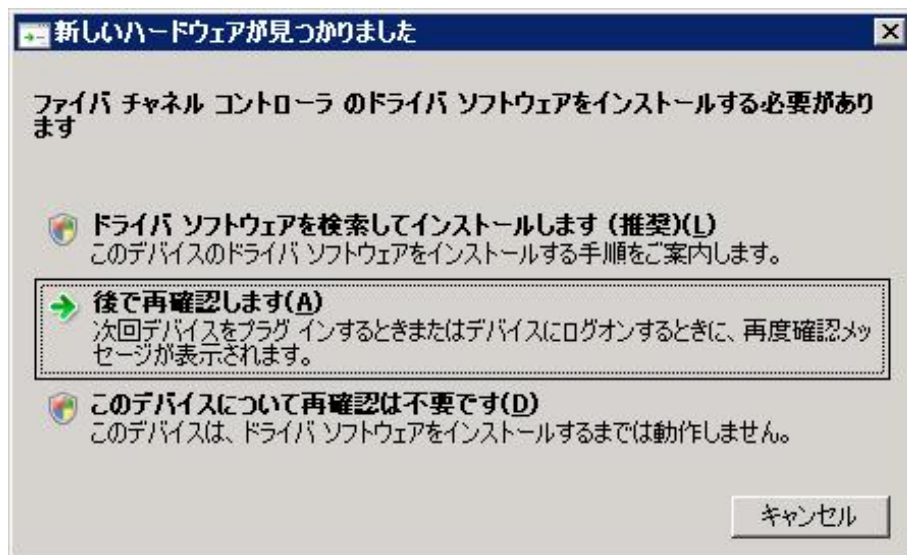 新しいハードウェアが見つかりました
ファイバ チャネル コントローラ のドライバ ソフトウェアをインストールする必要があり
ます
ドライバ ソフトウェアを検索してインストールします (推奨)(L)
このデバイスのドライバ ソフトウェアをインストールする手順をご案内します。
後で再確認します(A)
次回デバイスをプラグ インするときまたはデバイスにログオンするときに、再度確認メッ
セージが表示されます。
このデバイスについて再確認は不要です(D)
このデバイスは、ドライバ ソフトウェアをインストールするまでは動作しません。
キャンセル